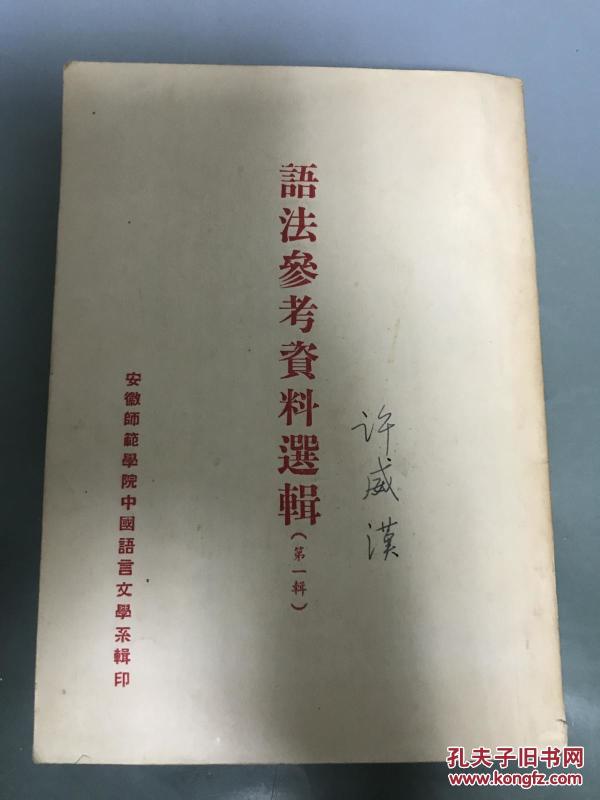 許威漢
語法參考資料選輯(第一輯)
安徽師範學院中國語言文學系輯印
孔夫子旧书网
www.kongfz.com